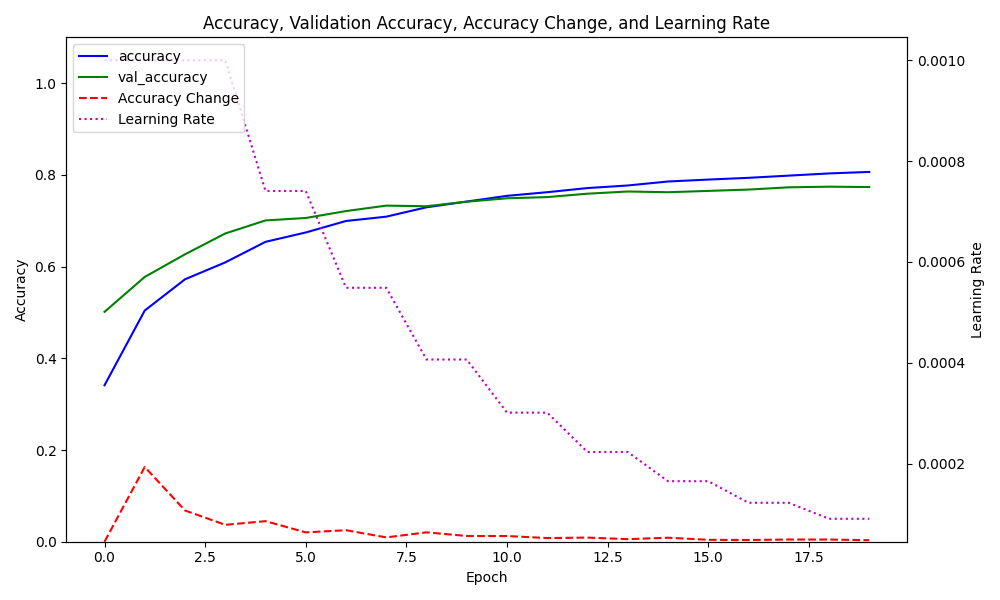 Accuracy, Validation Accuracy, Accuracy Change, and Learning Rate
accuracy
val_accuracy
Accuracy Change
Learning Rate
Accuracy
1.0
0.8
0.6
0.4
0.2
0.0
0.0010
0.0008
0.0006
0.0004
0.0002
Learning Rate
0.0 2.5 5.0 7.5 10.0 12.5 15.0 17.5
Epoch